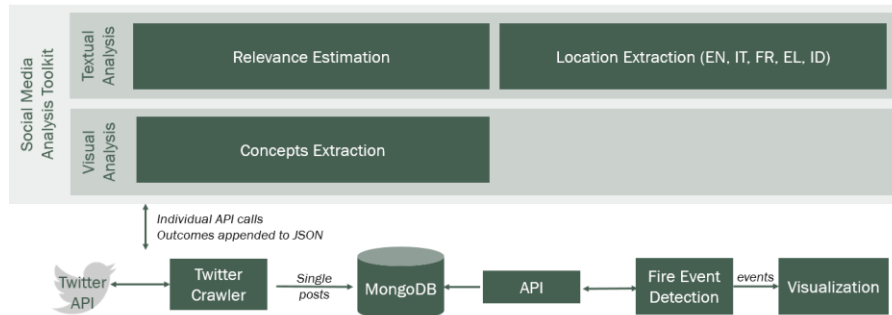 Social Media
Analysis Toolkit
Textual
Analysis
Relevance Estimation
Location Extraction (EN, IT, FR, EL, ID)
Visual
Analysis
Concepts Extraction
Individual API calls
Outcomes appended to JSON
Twitter
API
Twitter
Crawler
Single
posts
MongoDB
API
Fire Event
Detection
events
Visualization